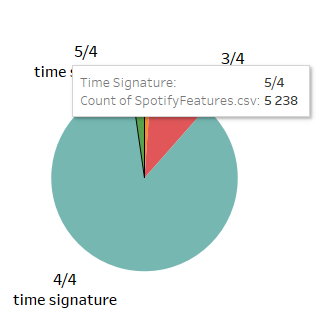 5/4
3/4
time
Time Signature: 5/4
Count of SpotifyFeatures.csv: 5 238
4/4
time signature